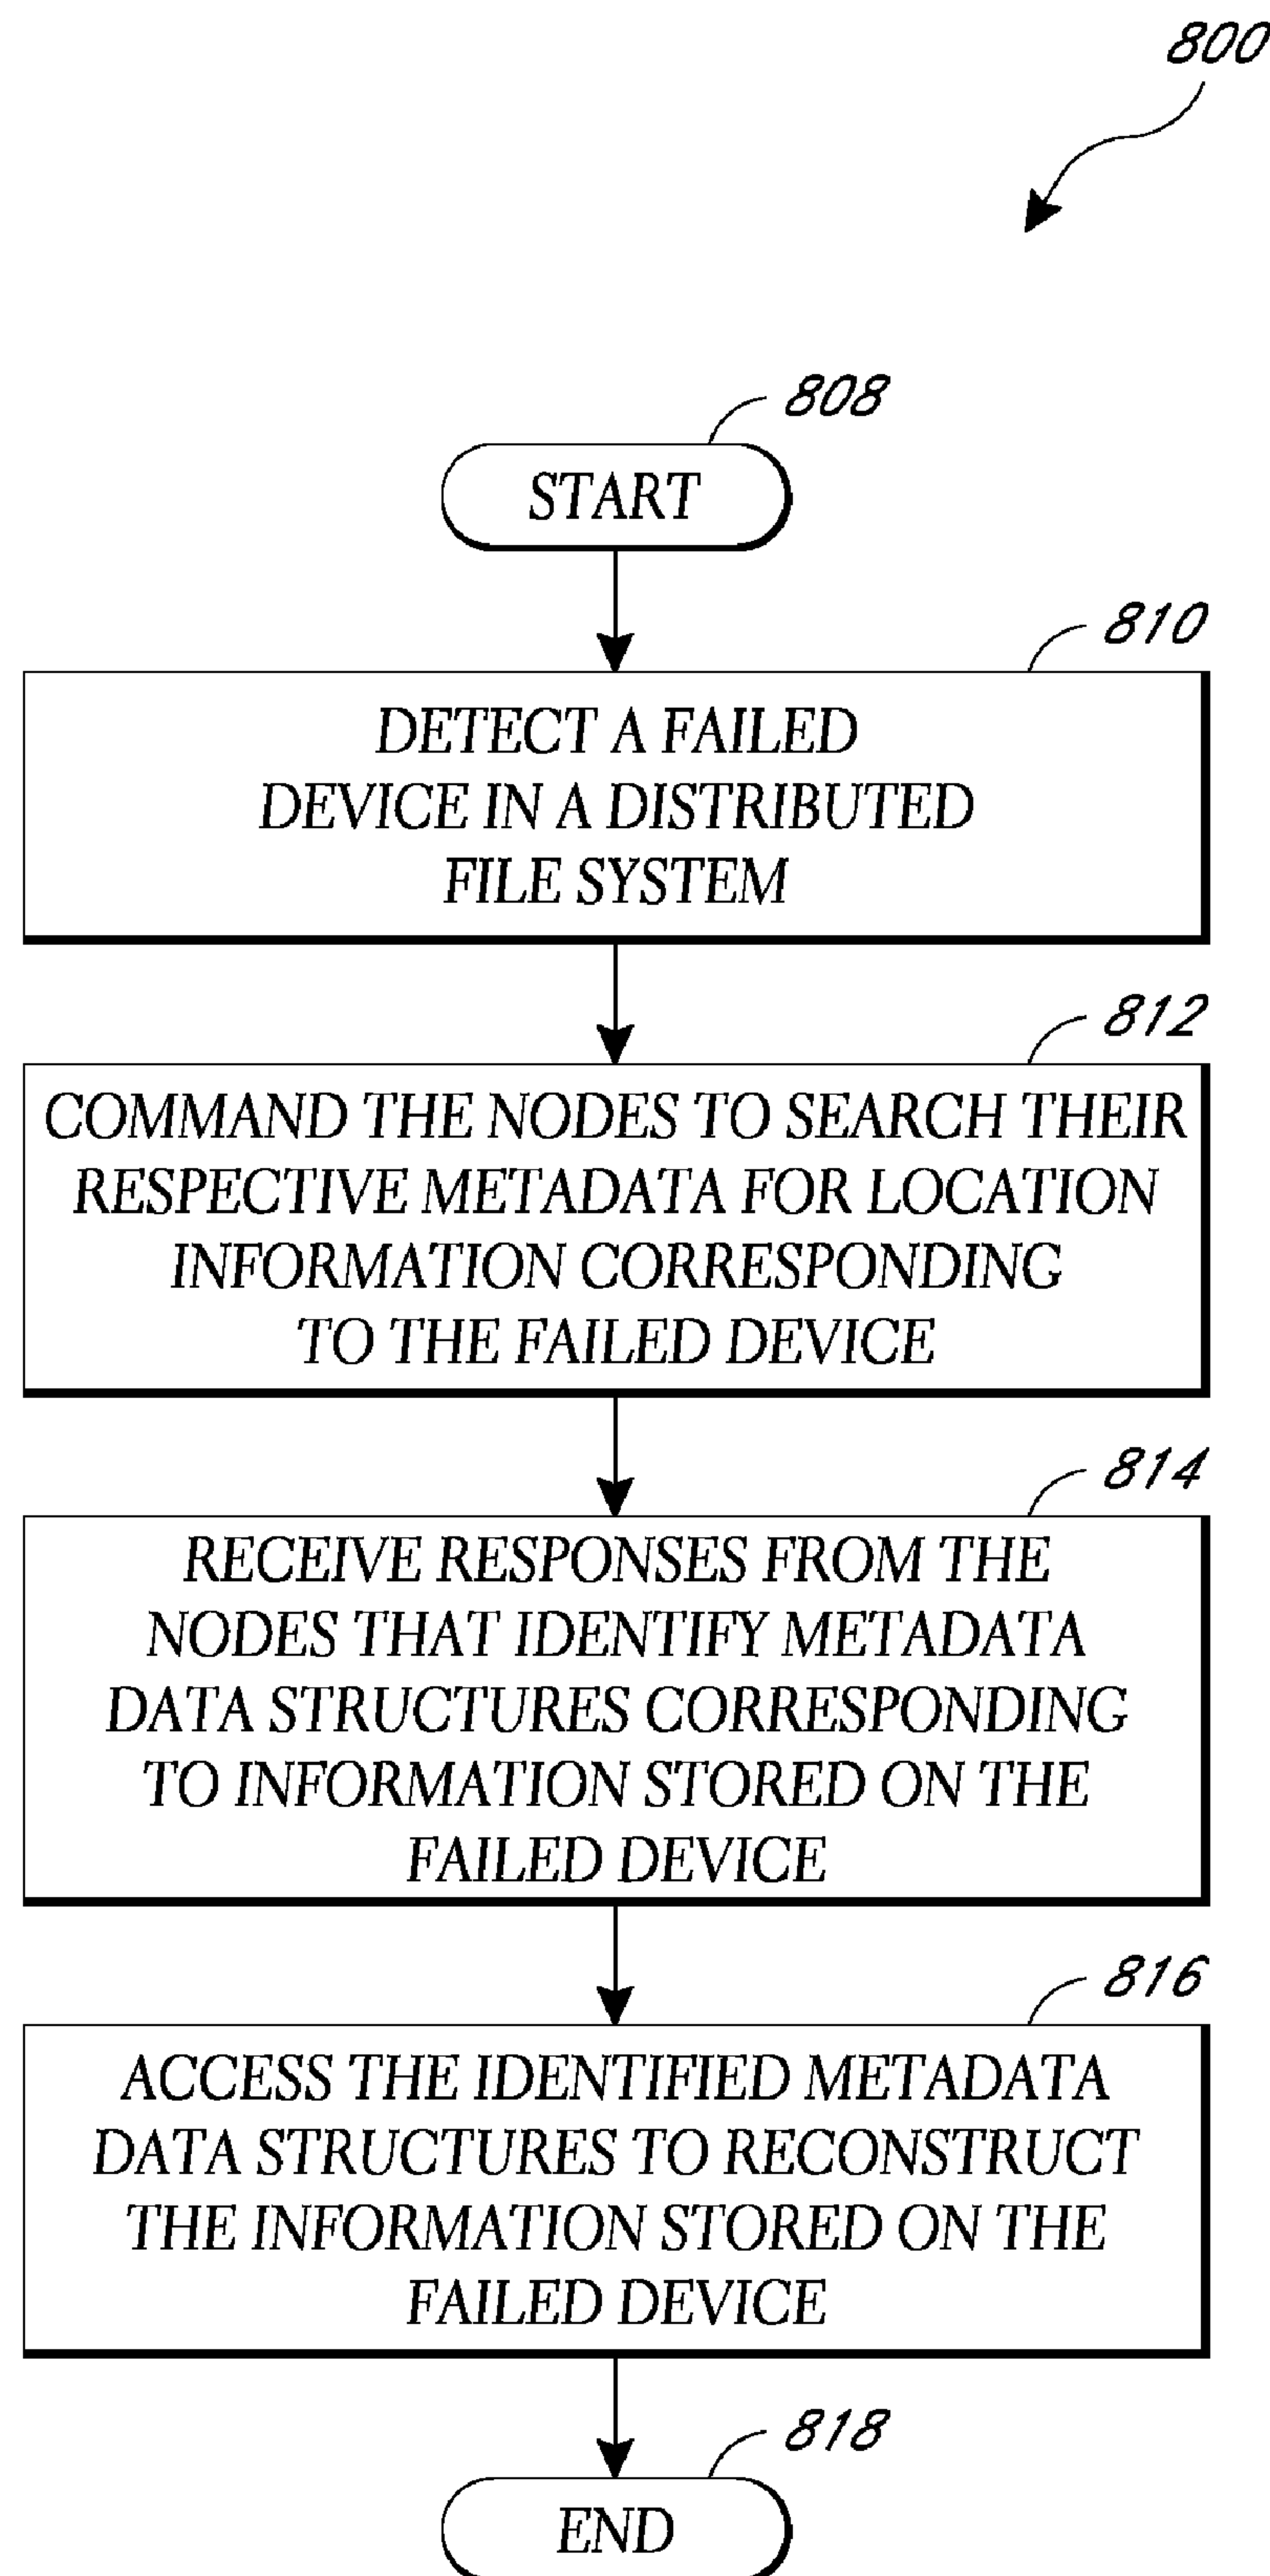 800
808
START
810
DETECT A FAILED
DEVICE IN A DISTRIBUTED
FILE SYSTEM
812
COMMAND THE NODES TO SEARCH THEIR
RESPECTIVE METADATA FOR LOCATION
INFORMATION CORRESPONDING
TO THE FAILED DEVICE
814
RECEIVE RESPONSES FROM THE
NODES THAT IDENTIFY METADATA
DATA STRUCTURES CORRESPONDING
TO INFORMATION STORED ON THE
FAILED DEVICE
816
ACCESS THE IDENTIFIED METADATA
DATA STRUCTURES TO RECONSTRUCT
THE INFORMATION STORED ON THE
FAILED DEVICE
818
END